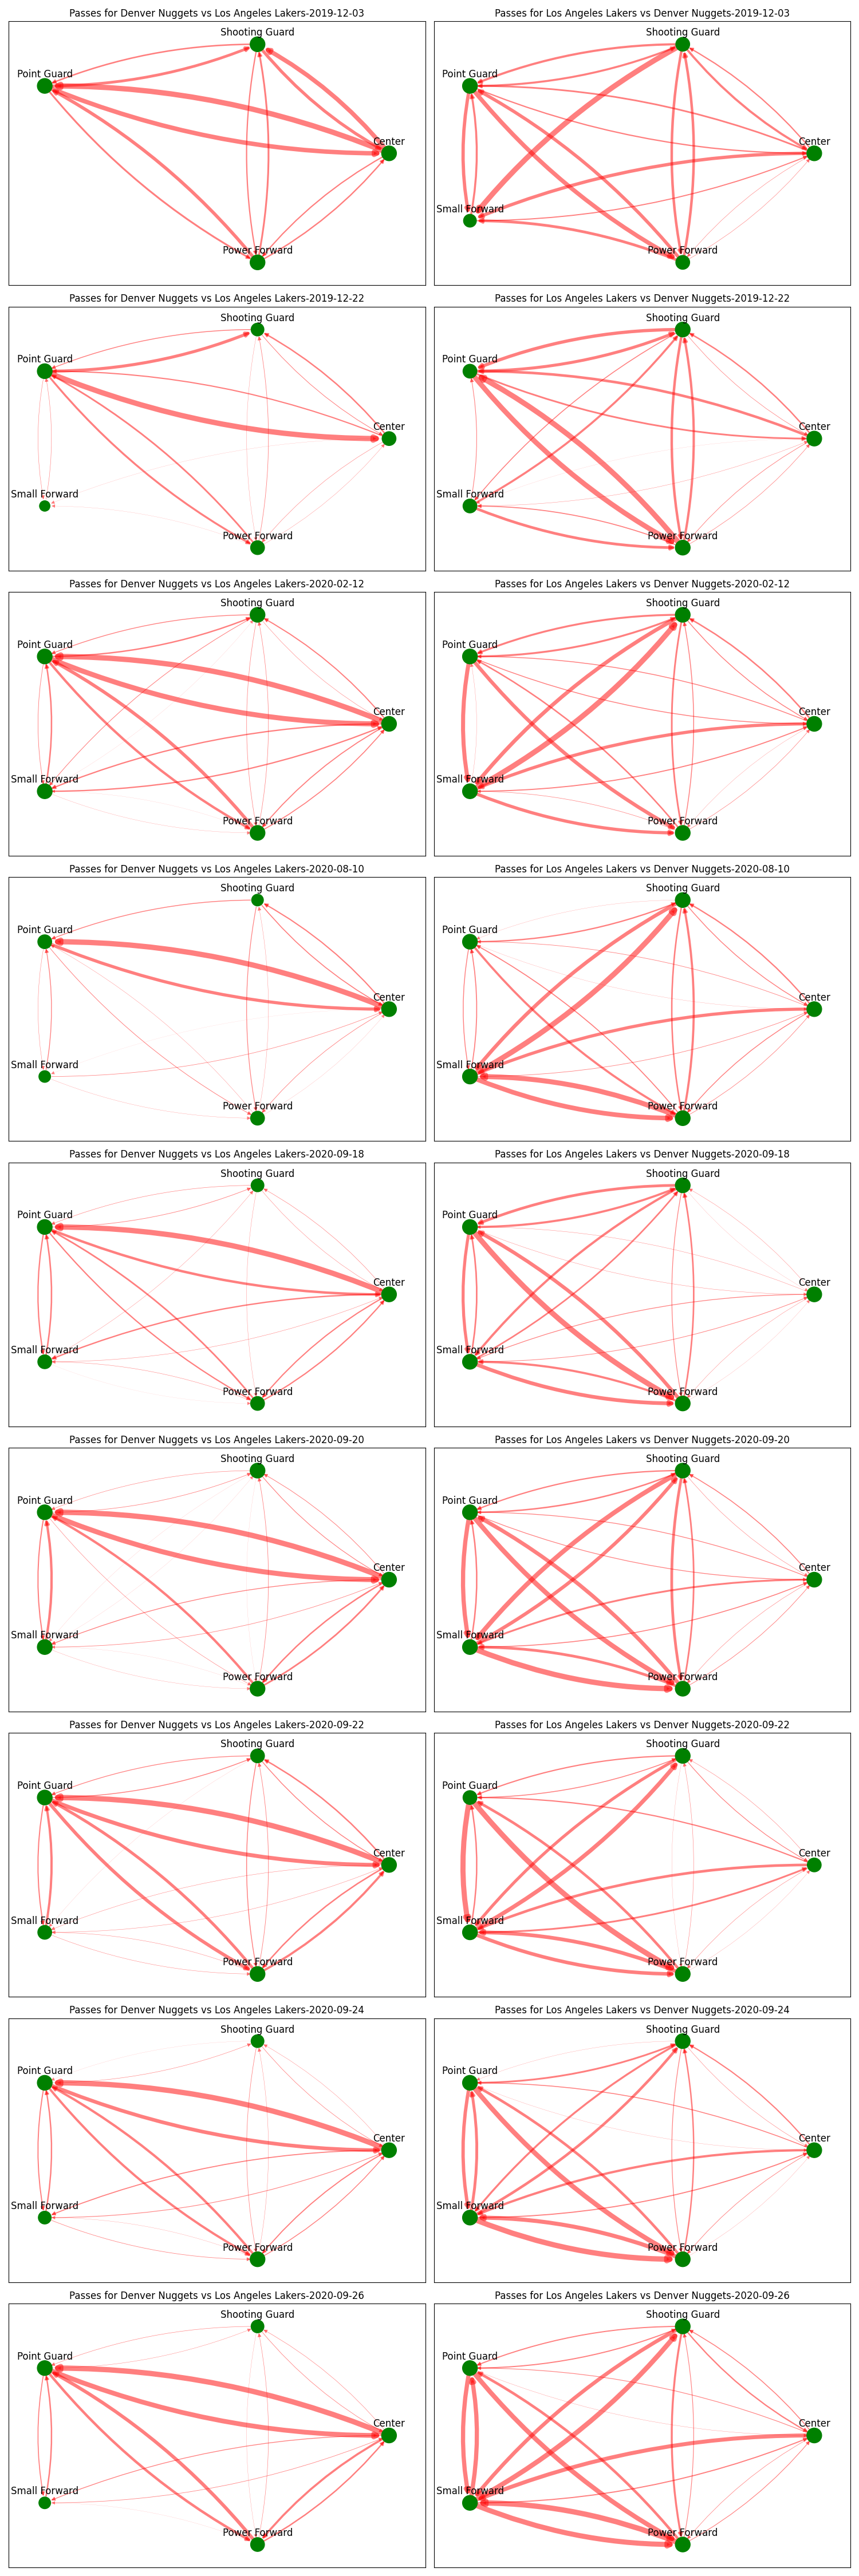 Passes for Denver Nuggets vs Los Angeles Lakers-2019-12-03
Shooting Guard
Point Guard
Center
Power Forward
Passes for Los Angeles Lakers vs Denver Nuggets-2019-12-03
Shooting Guard
Point Guard
Center
Small Forward
Power Forward
Passes for Denver Nuggets vs Los Angeles Lakers-2019-12-22
Shooting Guard
Point Guard
Center
Small Forward
Power Forward
Passes for Los Angeles Lakers vs Denver Nuggets-2019-12-22
Shooting Guard
Point Guard
Center
Small Forward
Power Forward
Passes for Denver Nuggets vs Los Angeles Lakers-2020-02-12
Shooting Guard
Point Guard
Center
Small Forward
Power Forward
Passes for Los Angeles Lakers vs Denver Nuggets-2020-02-12
Shooting Guard
Point Guard
Center
Small Forward
Power Forward
Passes for Denver Nuggets vs Los Angeles Lakers-2020-08-10
Shooting Guard
Point Guard
Center
Small Forward
Power Forward
Passes for Los Angeles Lakers vs Denver Nuggets-2020-08-10
Shooting Guard
Point Guard
Center
Small Forward
Power Forward
Passes for Denver Nuggets vs Los Angeles Lakers-2020-09-18
Shooting Guard
Point Guard
Center
Small Forward
Power Forward
Passes for Los Angeles Lakers vs Denver Nuggets-2020-09-18
Shooting Guard
Point Guard
Center
Small Forward
Power Forward
Passes for Denver Nuggets vs Los Angeles Lakers-2020-09-20
Shooting Guard
Point Guard
Center
Small Forward
Power Forward
Passes for Los Angeles Lakers vs Denver Nuggets-2020-09-20
Shooting Guard
Point Guard
Center
Small Forward
Power Forward
Passes for Denver Nuggets vs Los Angeles Lakers-2020-09-22
Shooting Guard
Point Guard
Center
Small Forward
Power Forward
Passes for Los Angeles Lakers vs Denver Nuggets-2020-09-22
Shooting Guard
Point Guard
Center
Small Forward
Power Forward
Passes for Denver Nuggets vs Los Angeles Lakers-2020-09-24
Shooting Guard
Point Guard
Center
Small Forward
Power Forward
Passes for Los Angeles Lakers vs Denver Nuggets-2020-09-24
Shooting Guard
Point Guard
Center
Small Forward
Power Forward
Passes for Denver Nuggets vs Los Angeles Lakers-2020-09-26
Shooting Guard
Point Guard
Center
Small Forward
Power Forward
Passes for Los Angeles Lakers vs Denver Nuggets-2020-09-26
Shooting Guard
Point Guard
Center
Small Forward
Power Forward